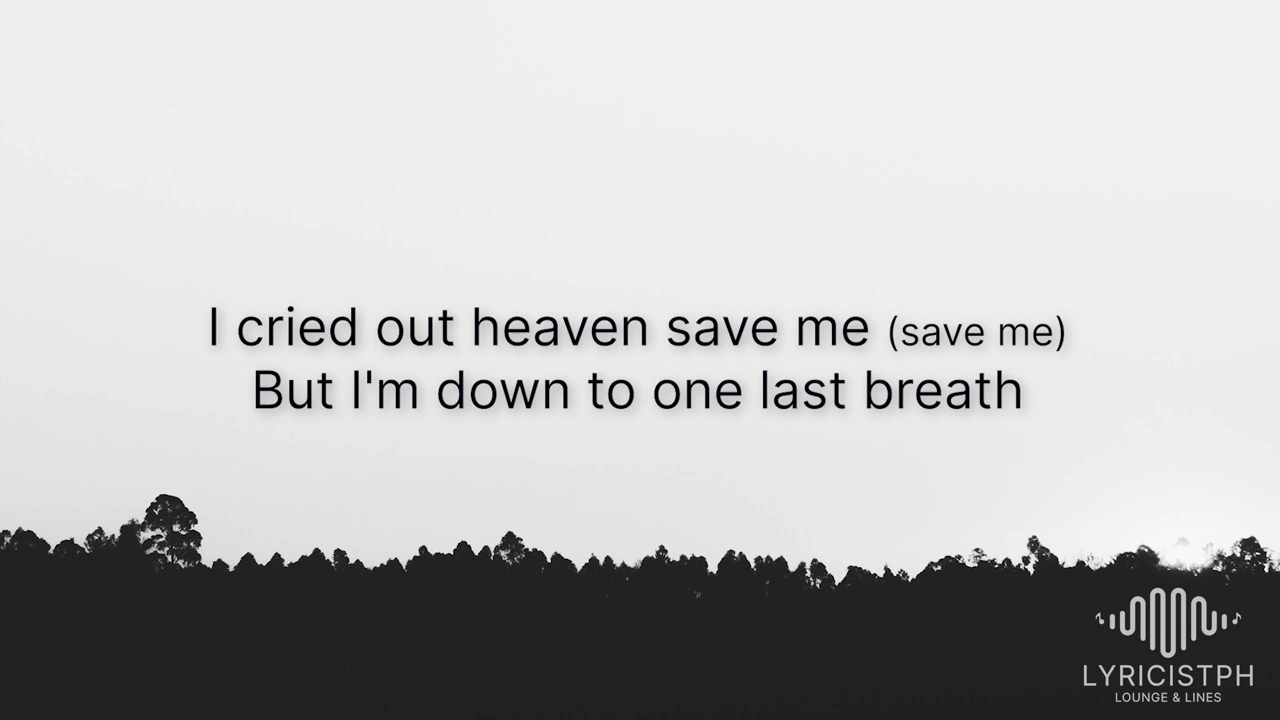 I cried out heaven save me (save me)
But I'm down to one last breath
LYRICISTPH
LOUNGE & LINES